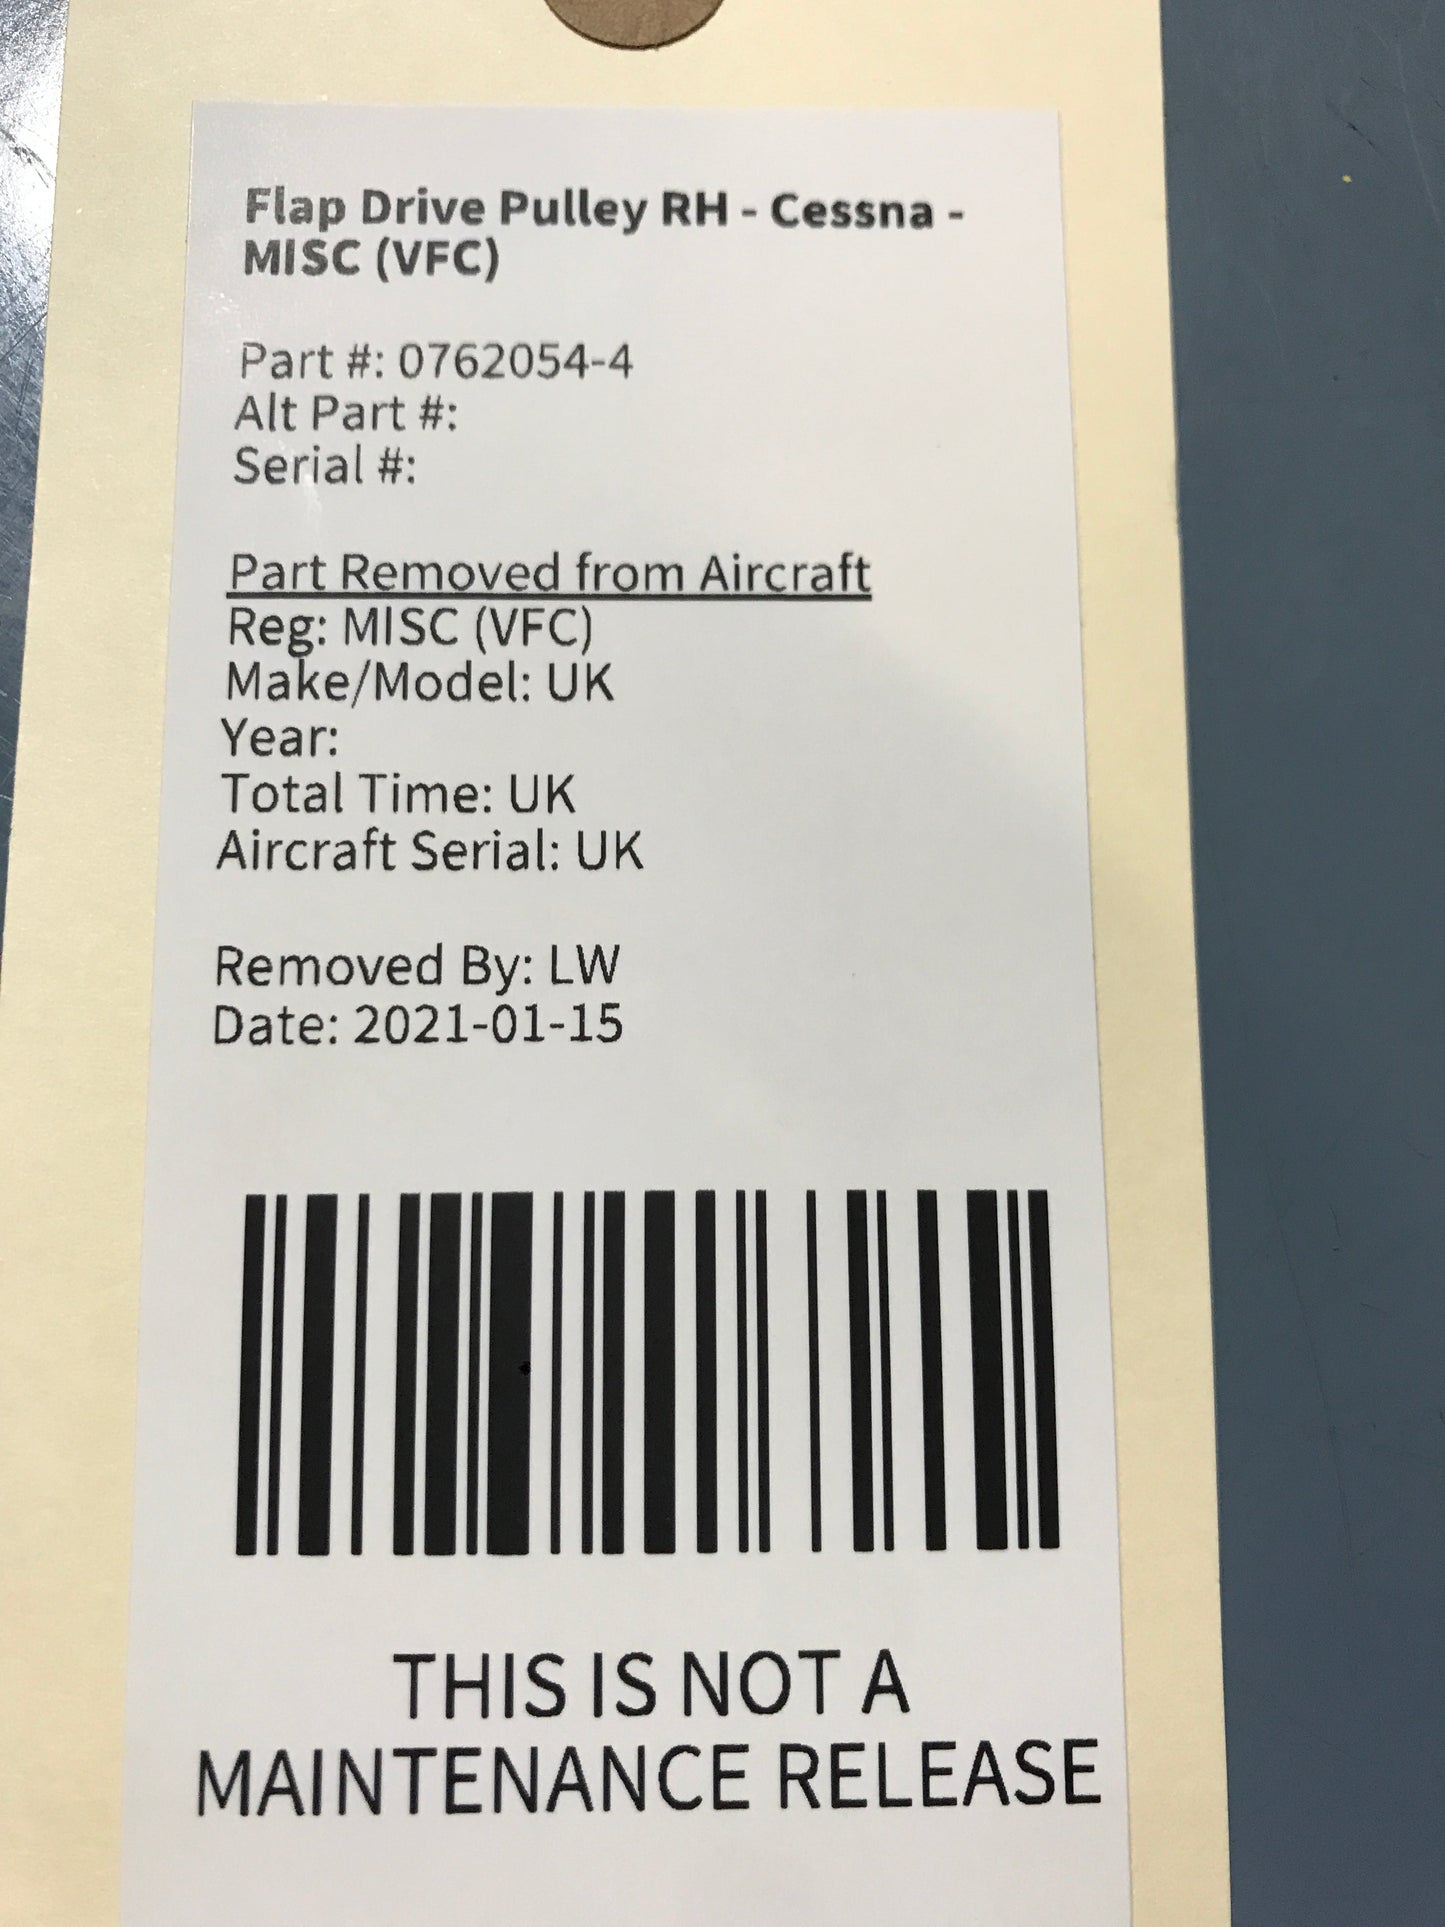 Flap Drive Pulley RH - Cessna -
MISC (VFC)
Part #: 0762054-4
Alt Part #:
Serial #:
Part Removed from Aircraft
Reg: MISC (VFC)
Make/Model: UK
Year:
Total Time: UK
Aircraft Serial: UK
Removed By: LW
Date: 2021-01-15
THIS IS NOT A
MAINTENANCE RELEASE